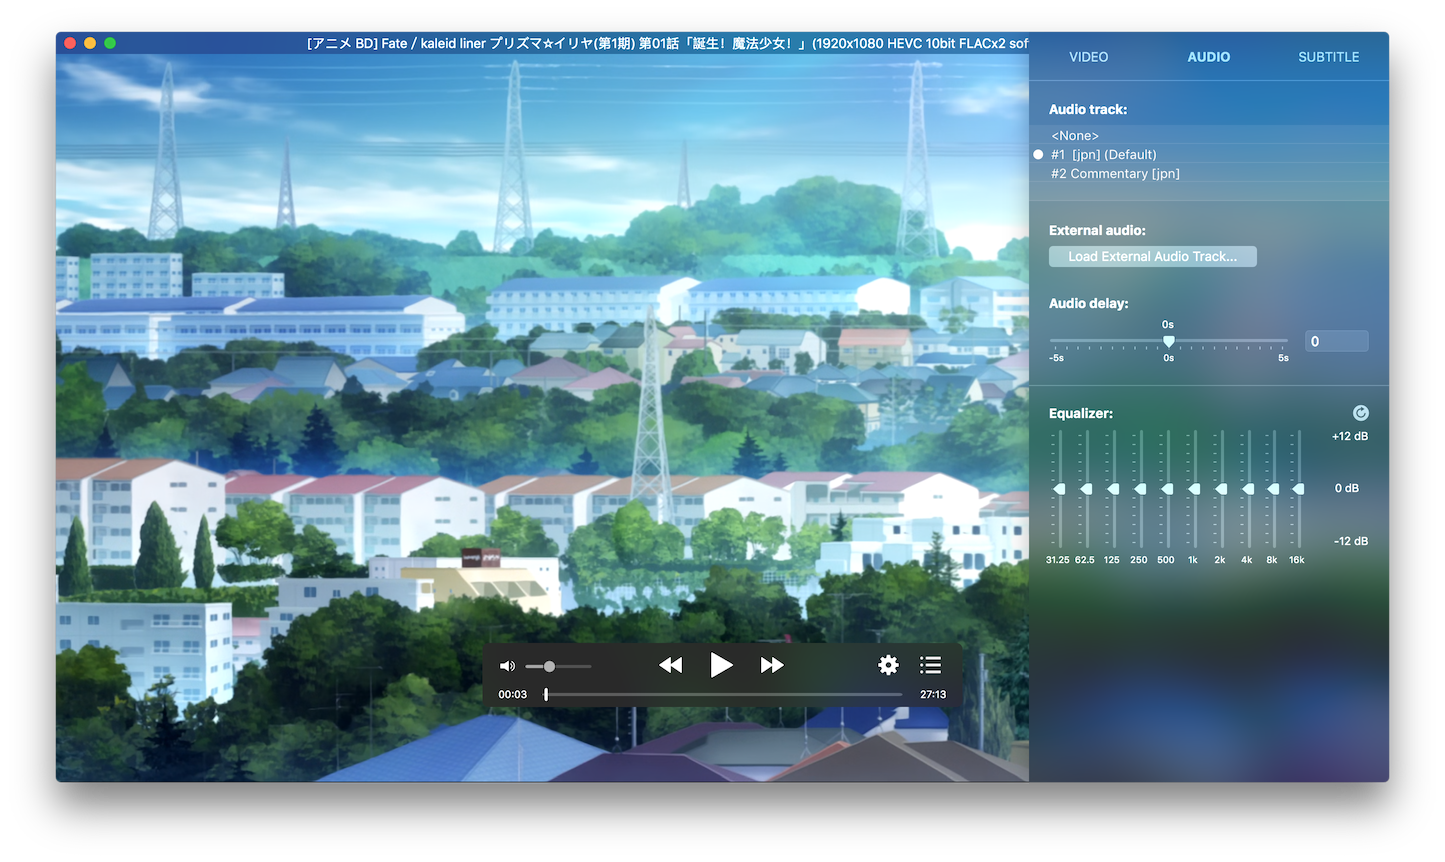 [アニメ BD] Fate / kaleid liner プリズマ☆イリヤ(第1期) 第01話「誕生！魔法少女！」(1920x1080 HEVC 10bit FLACx2 sof
VIDEO AUDIO SUBTITLE
Audio track:
<None>
#1 [jpn] (Default)
#2 Commentary [jpn]
External audio:
Load External Audio Track...
Audio delay:
0s
0
-5s 0s 5s
Equalizer:
+12 dB
0 dB
-12 dB
31.25 62.5 125 250 500 1k 2k 4k 8k 16k
00:03 27:13